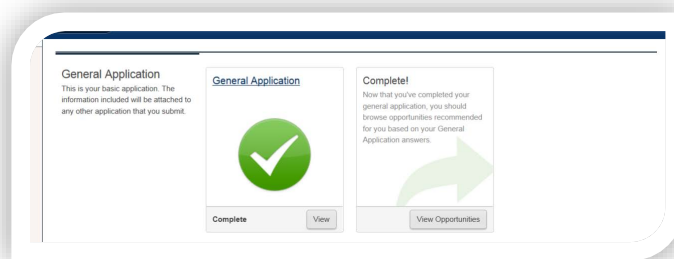 General Application
This is your basic application. The
information included will be attached to
any other application that you submit.
General Application
Complete
View
Complete!
Now that you've completed your
general application, you should
browse opportunities recommended
for you based on your General
Application answers.
View Opportunities